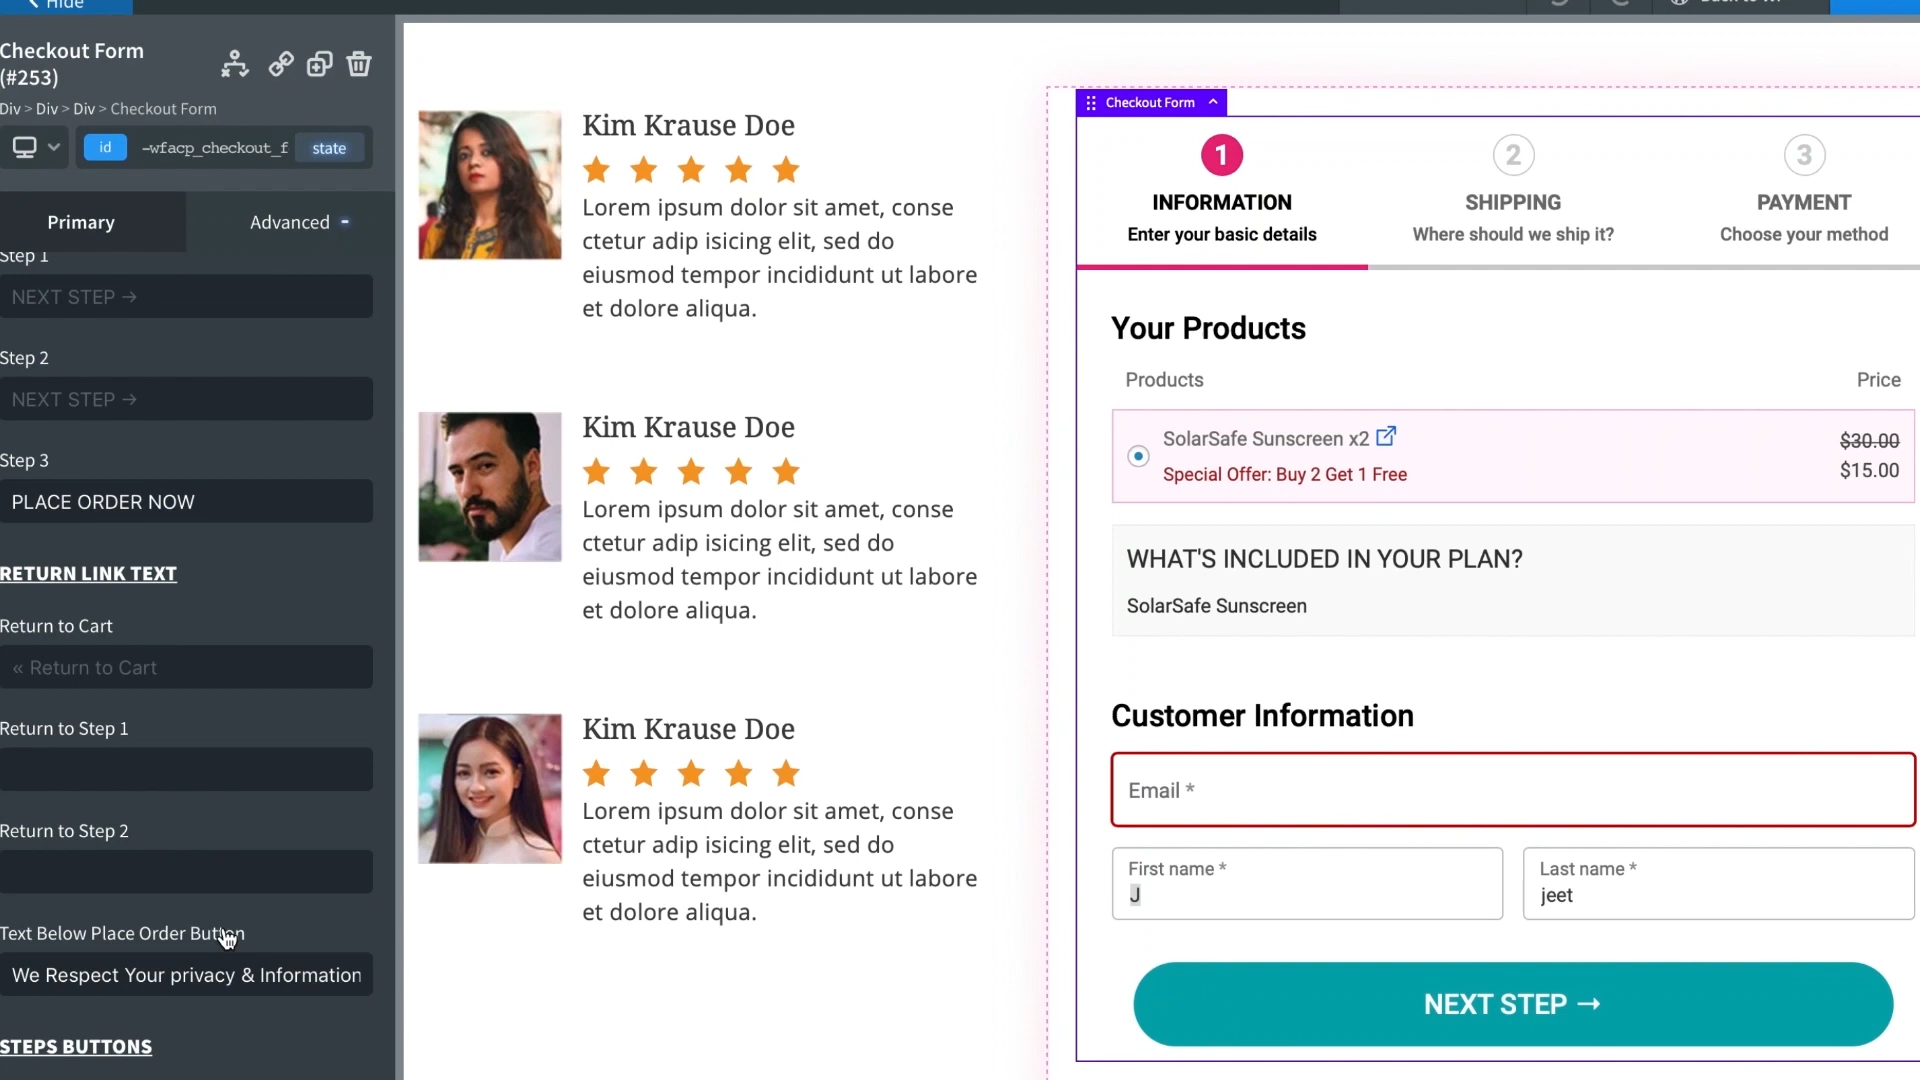 Hide
Checkout Form
(#253)
Div > Div > Div > Checkout Form
id
-wfacp_checkout_f
state
Primary
Advanced
Step 1
NEXT STEP →
Step 2
NEXT STEP →
Step 3
PLACE ORDER NOW
RETURN LINK TEXT
Return to Cart
« Return to Cart
Return to Step 1
Return to Step 2
Text Below Place Order Button
We Respect Your privacy & Information
STEPS BUTTONS
Kim Krause Doe
Lorem ipsum dolor sit amet, conse
ctetur adip isicing elit, sed do
eiusmod tempor incididunt ut labore
et dolore aliqua.
Kim Krause Doe
Lorem ipsum dolor sit amet, conse
ctetur adip isicing elit, sed do
eiusmod tempor incididunt ut labore
et dolore aliqua.
Kim Krause Doe
Lorem ipsum dolor sit amet, conse
ctetur adip isicing elit, sed do
eiusmod tempor incididunt ut labore
et dolore aliqua.
Checkout Form
1
INFORMATION
Enter your basic details
2
SHIPPING
Where should we ship it?
3
PAYMENT
Choose your method
Your Products
Products Price
SolarSafe Sunscreen x2 $30.00
Special Offer: Buy 2 Get 1 Free $15.00
WHAT'S INCLUDED IN YOUR PLAN?
SolarSafe Sunscreen
Customer Information
Email *
First name *
J
Last name *
jeet
NEXT STEP →